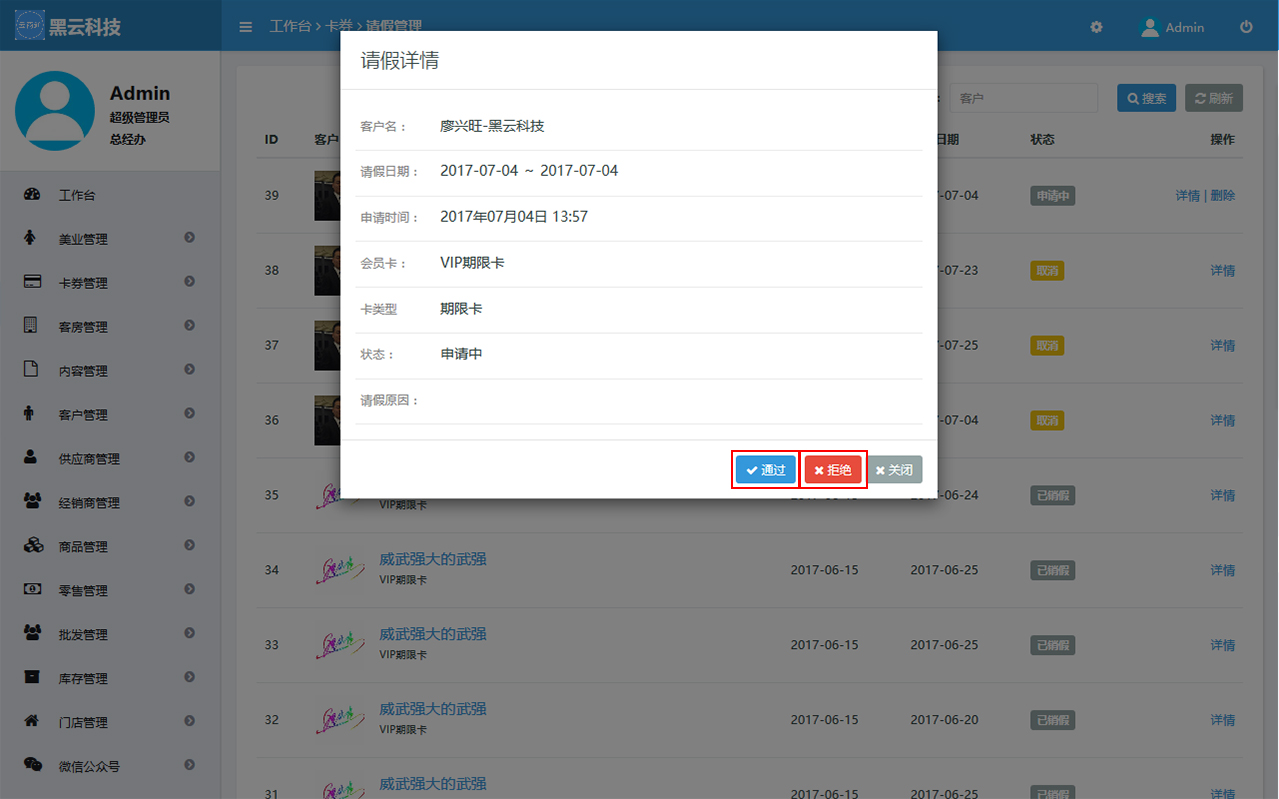 黑云科技
工作台 > 卡券 > 请假管理
Admin
Admin
超级管理员
总经办
工作台
美业管理
卡券管理
客房管理
内容管理
客户管理
供应商管理
经销商管理
商品管理
零售管理
批发管理
库存管理
门店管理
微信公众号
请假详情
客户名： 廖兴旺-黑云科技
请假日期： 2017-07-04 ~ 2017-07-04
申请时间： 2017年07月04日 13:57
会员卡： VIP期限卡
卡类型 期限卡
状态： 申请中
请假原因：
通过 拒绝 关闭
： 客户 搜索 刷新
ID 客户 日期 状态 操作
39 -07-04 申请中 详情 | 删除
38 -07-23 取消 详情
37 -07-25 取消 详情
36 -07-04 取消 详情
35 VIP期限卡 -06-24 已销假 详情
34 威武强大的武强 2017-06-15 2017-06-25 已销假 详情
VIP期限卡
33 威武强大的武强 2017-06-15 2017-06-25 已销假 详情
VIP期限卡
32 威武强大的武强 2017-06-15 2017-06-20 已销假 详情
VIP期限卡
31 威武强大的武强 2017-06-15 2017-06-25 已销假 详情